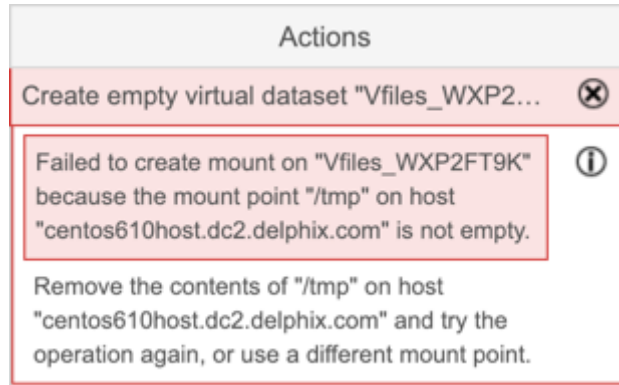 Actions
Create empty virtual dataset "Vfiles_WXP2...
Failed to create mount on "Vfiles_WXP2FT9K"
because the mount point "/tmp" on host
"centos610host.dc2.delphix.com" is not empty.
Remove the contents of "/tmp" on host
"centos610host.dc2.delphix.com" and try the
operation again, or use a different mount point.